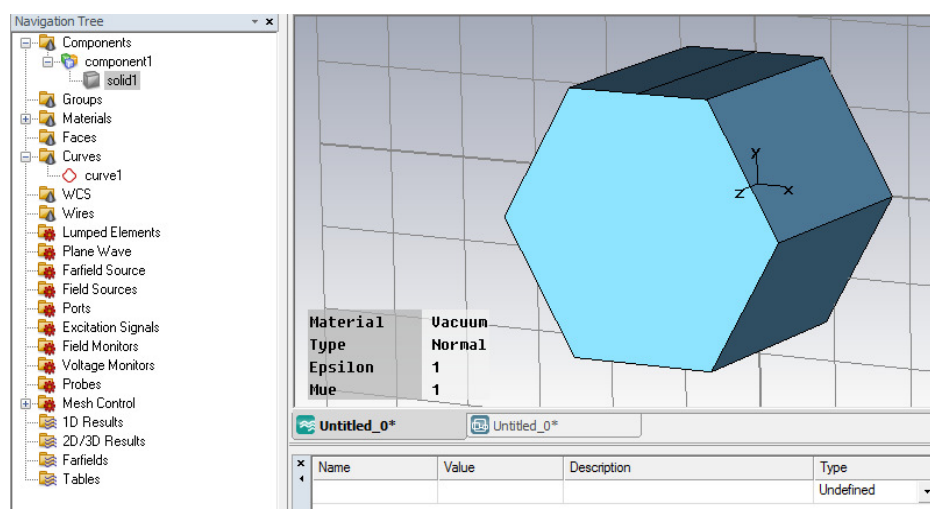 Navigation Tree
Components
component1
solid1
Groups
Materials
Faces
Curves
curve1
WCS
Wires
Lumped Elements
Plane Wave
Farfield Source
Field Sources
Ports
Excitation Signals
Field Monitors
Voltage Monitors
Probes
Mesh Control
1D Results
2D/3D Results
Farfields
Tables
y
z x
Material Vacuum
Type Normal
Epsilon 1
Mue 1
Untitled_0* Untitled_0*
Name Value Description Type
Undefined